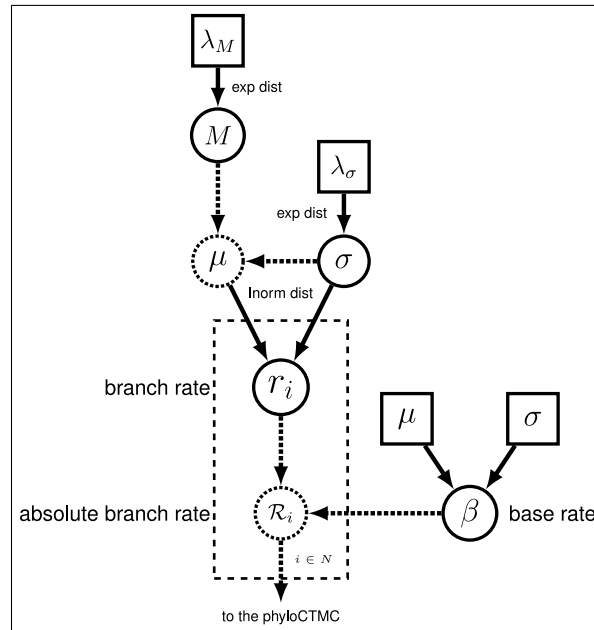 λ_M
exp dist
M
λ_σ
exp dist
μ
σ
lnorm dist
branch rate
r_i
μ
σ
absolute branch rate
ℛ_i
β
base rate
i ∈ N
to the phyloCTMC